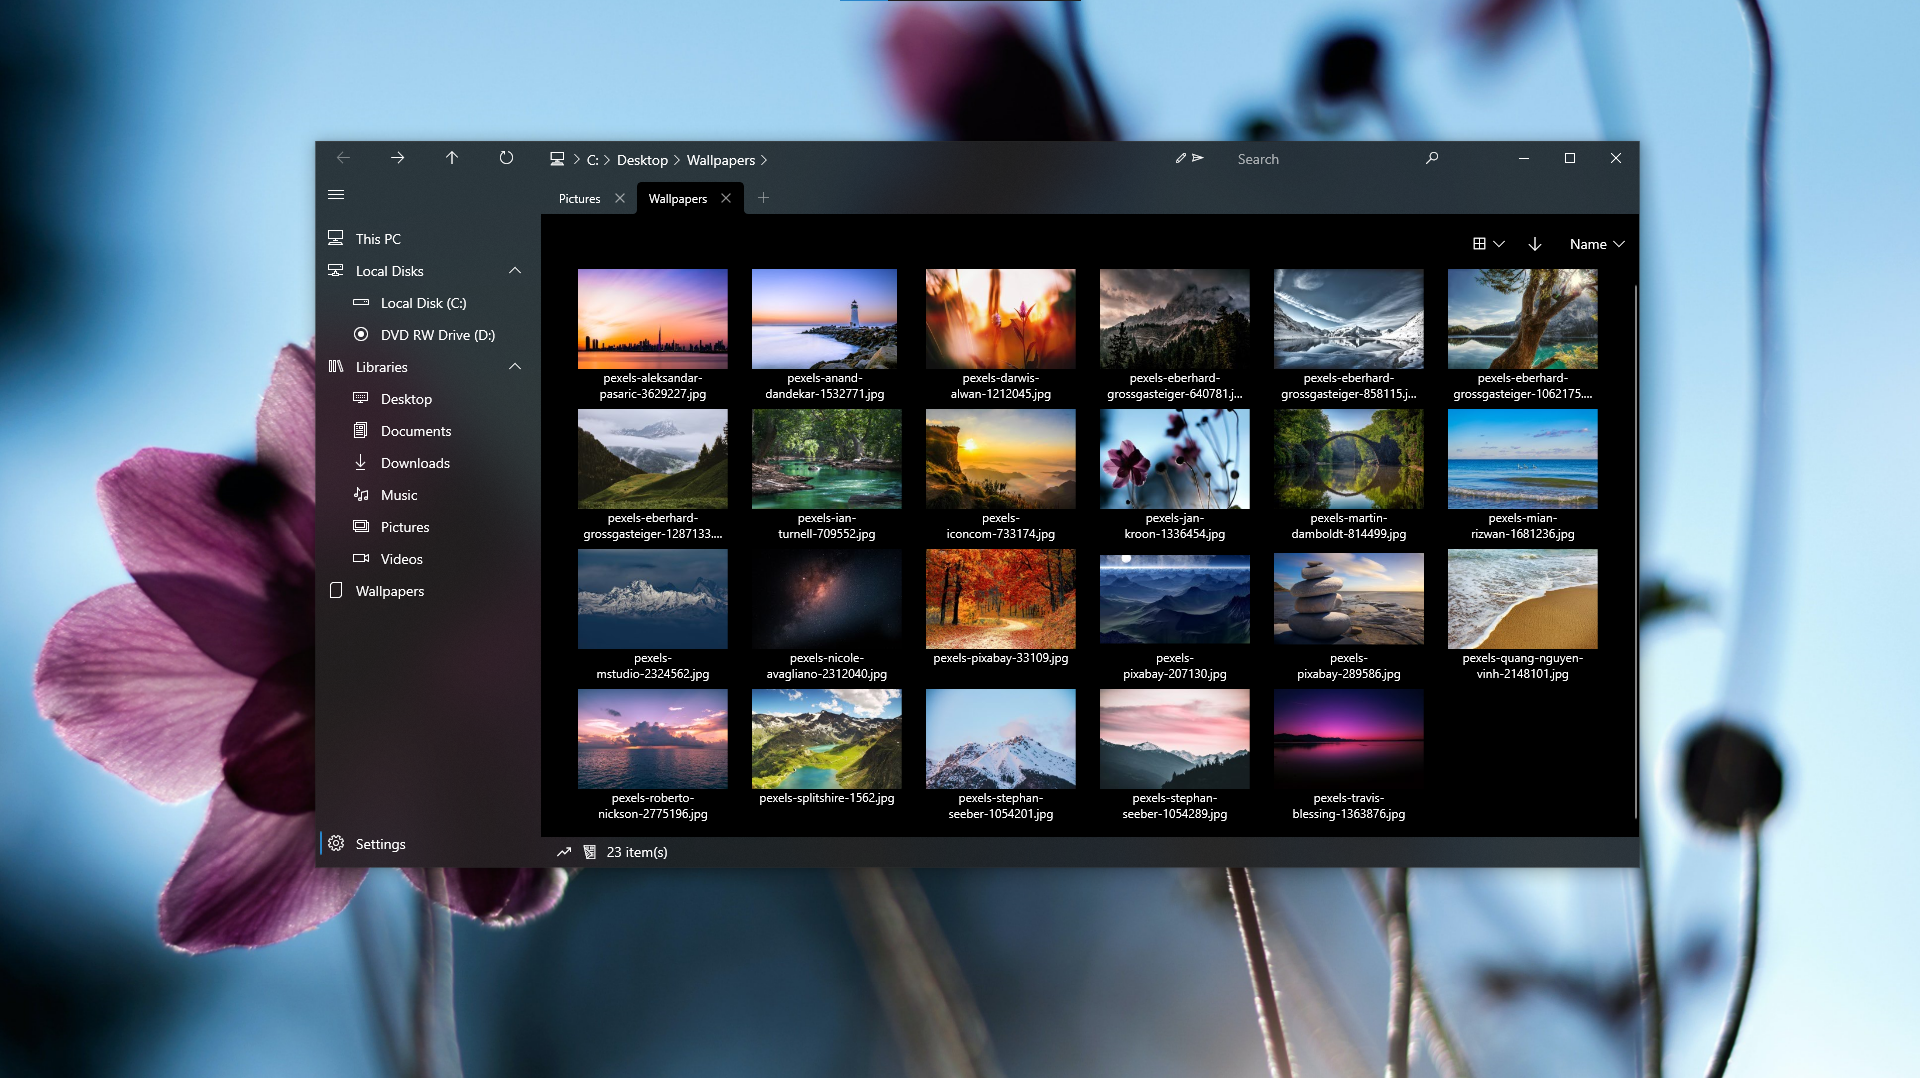 C: Desktop Wallpapers
Search
Pictures
Wallpapers
This PC
Local Disks
Local Disk (C:)
DVD RW Drive (D:)
Libraries
Desktop
Documents
Downloads
Music
Pictures
Videos
Wallpapers
Settings
Name
pexels-aleksandar-
pasaric-3629227.jpg
pexels-anand-
dandekar-1532771.jpg
pexels-darwis-
alwan-1212045.jpg
pexels-eberhard-
grossgasteiger-640781.j...
pexels-eberhard-
grossgasteiger-858115.j...
pexels-eberhard-
grossgasteiger-1062175....
pexels-eberhard-
grossgasteiger-1287133....
pexels-ian-
turnell-709552.jpg
pexels-
iconcom-733174.jpg
pexels-jan-
kroon-1336454.jpg
pexels-martin-
damboldt-814499.jpg
pexels-mian-
rizwan-1681236.jpg
pexels-
mstudio-2324562.jpg
pexels-nicole-
avagliano-2312040.jpg
pexels-pixabay-33109.jpg
pexels-
pixabay-207130.jpg
pexels-
pixabay-289586.jpg
pexels-quang-nguyen-
vinh-2148101.jpg
pexels-roberto-
nickson-2775196.jpg
pexels-splitshire-1562.jpg
pexels-stephan-
seeber-1054201.jpg
pexels-stephan-
seeber-1054289.jpg
pexels-travis-
blessing-1363876.jpg
23 item(s)